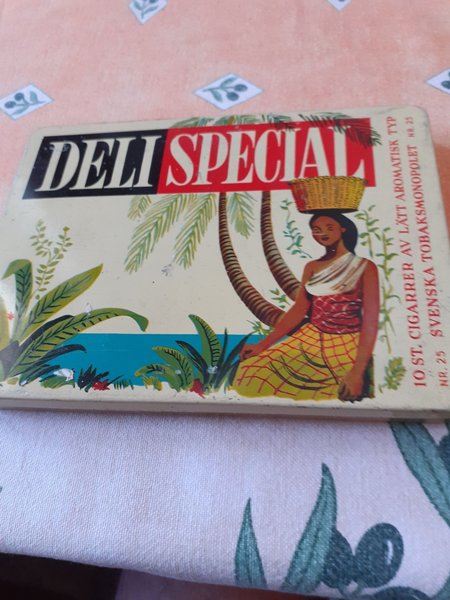 DELI SPECIAL
10 ST. CIGARRER AV LÄTT AROMATISK TYP
NR. 25 SVENSKA TOBAKSMONOPOLET NR. 25